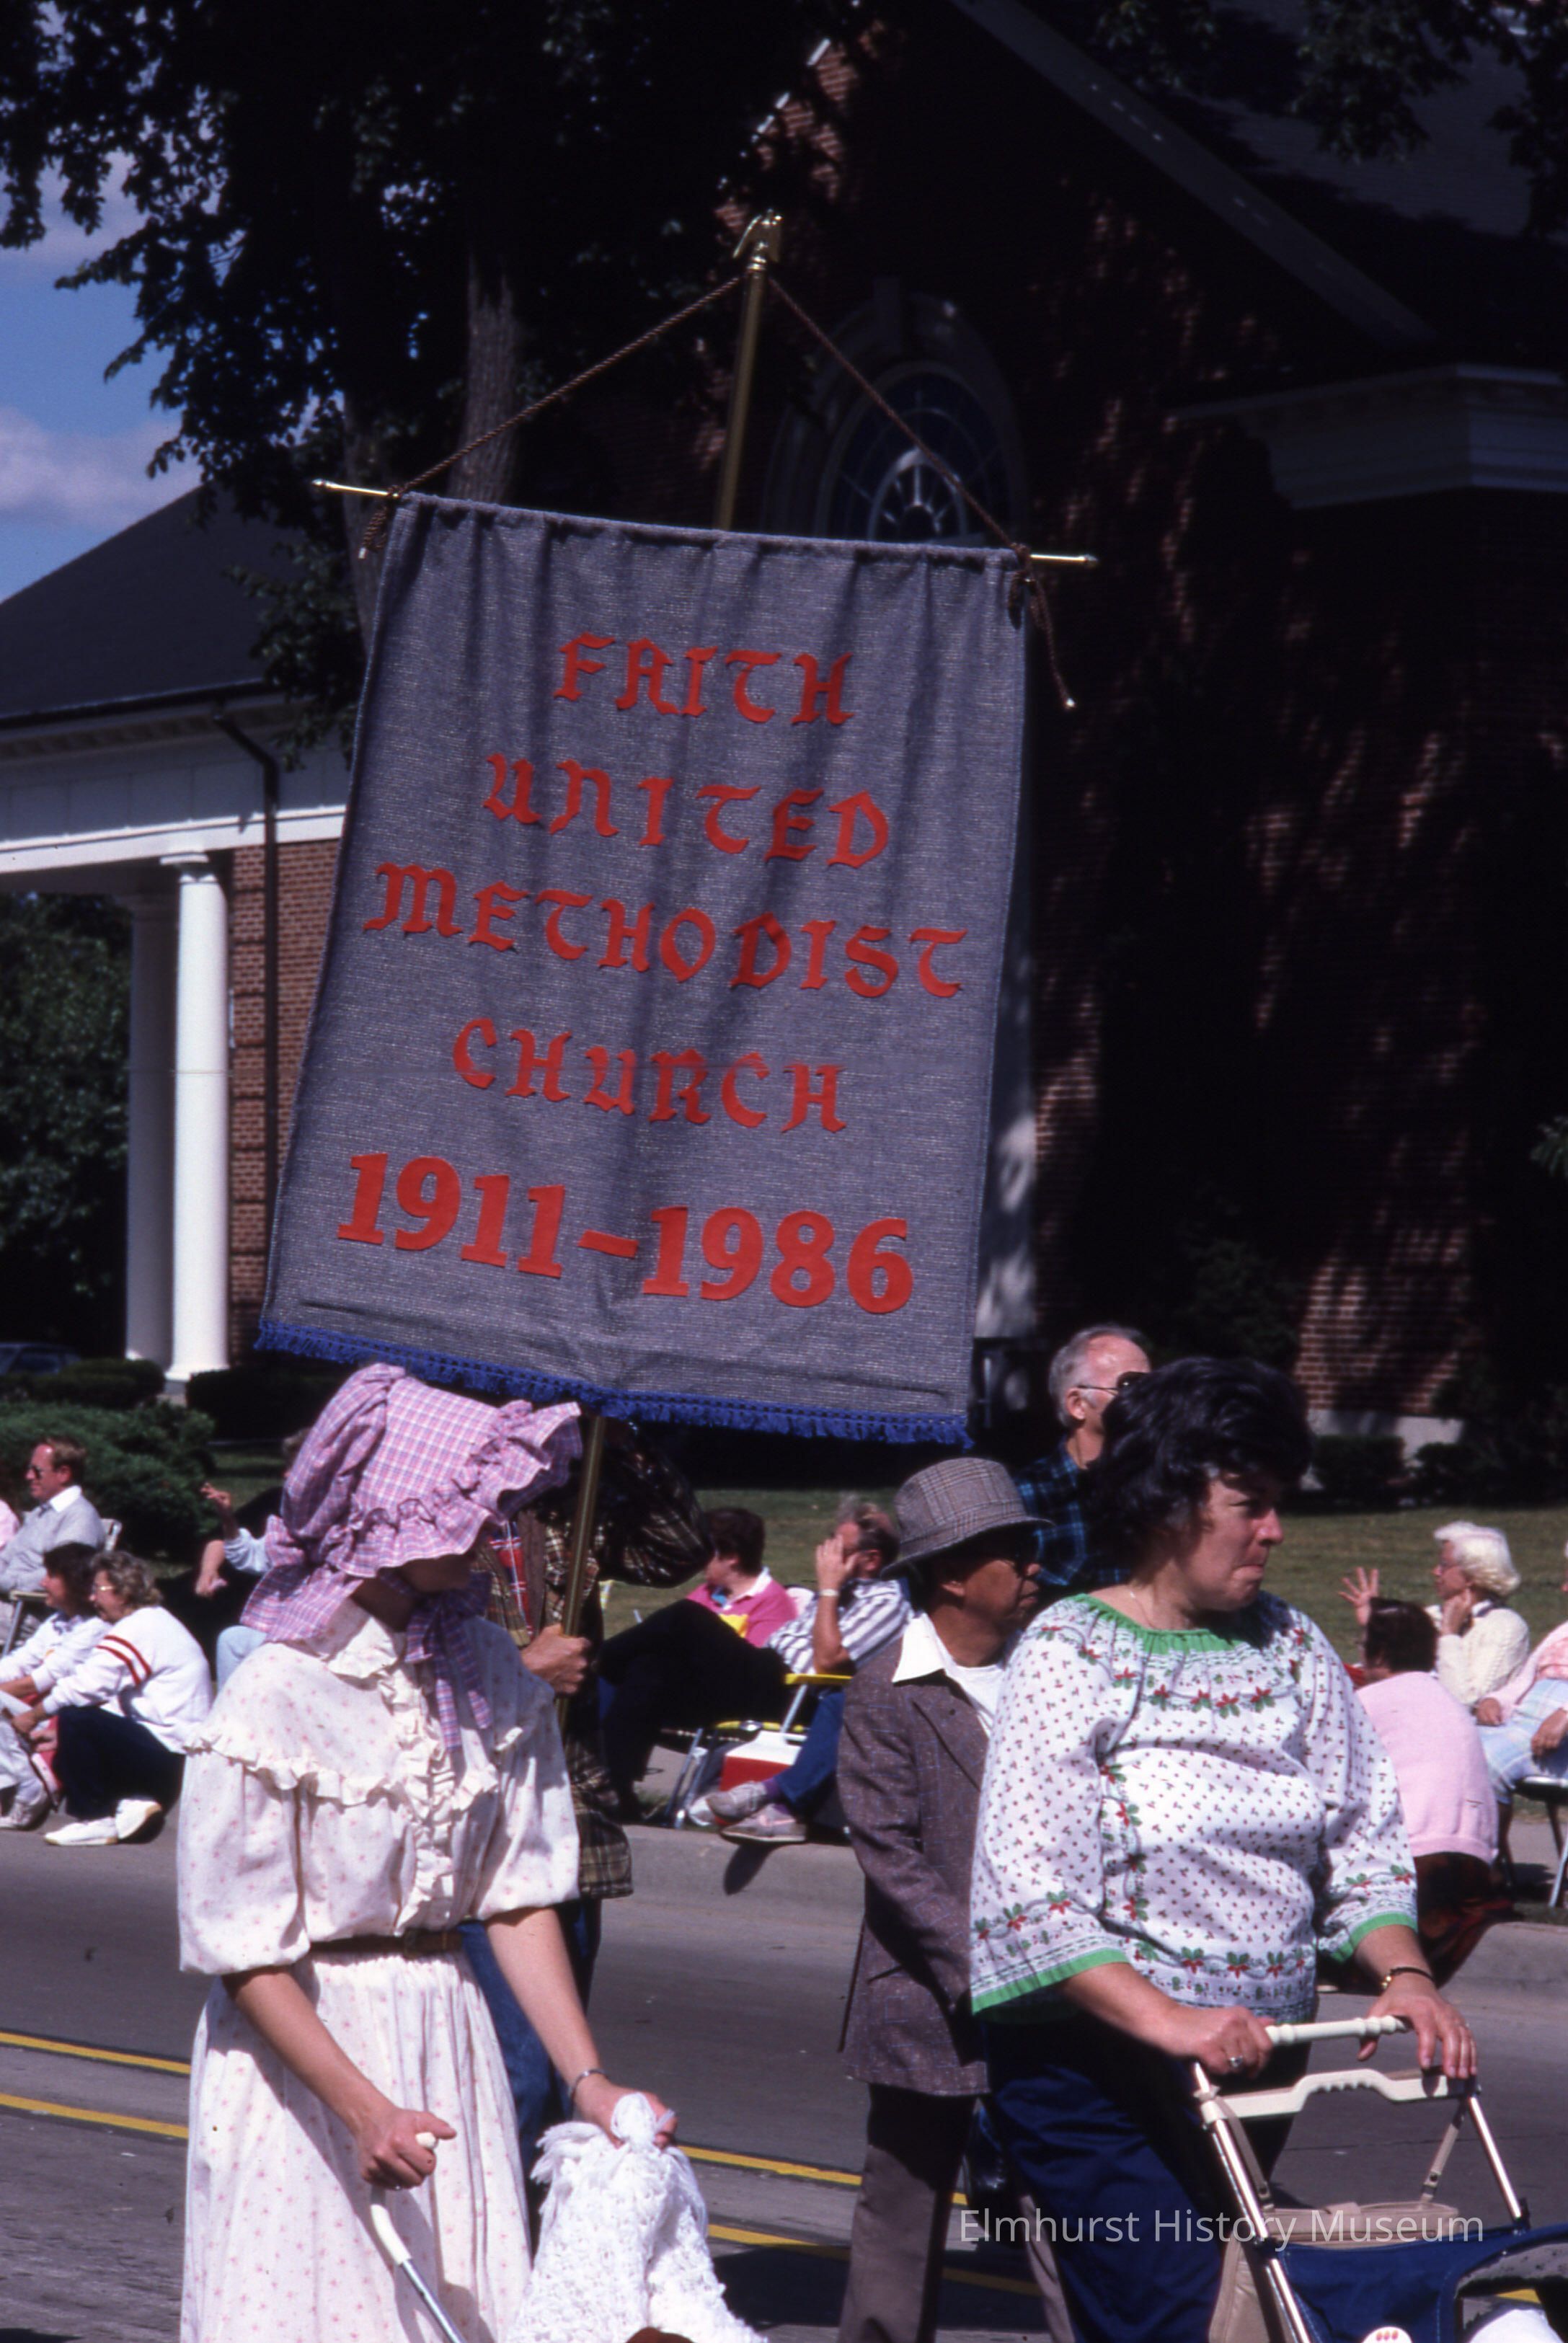 FAITH
UNITED
METHODIST
CHURCH
1911-1986
Elmhurst History Museum